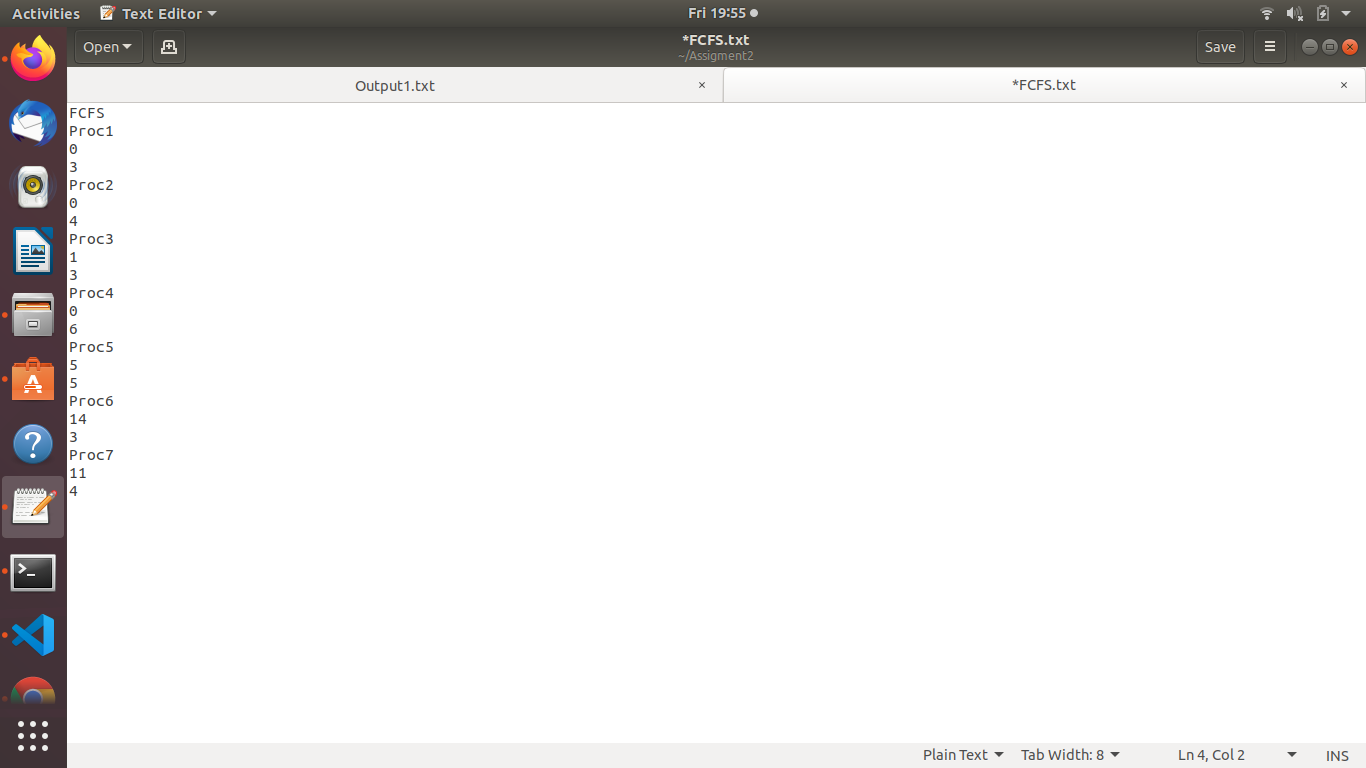 Activities Text Editor Fri 19:55
Open *FCFS.txt Save
~/Assigment2
Output1.txt × *FCFS.txt ×
FCFS
Proc1
0
3
Proc2
0
4
Proc3
1
3
Proc4
0
6
Proc5
5
5
Proc6
14
3
Proc7
11
4
Plain Text Tab Width: 8 Ln 4, Col 2 INS